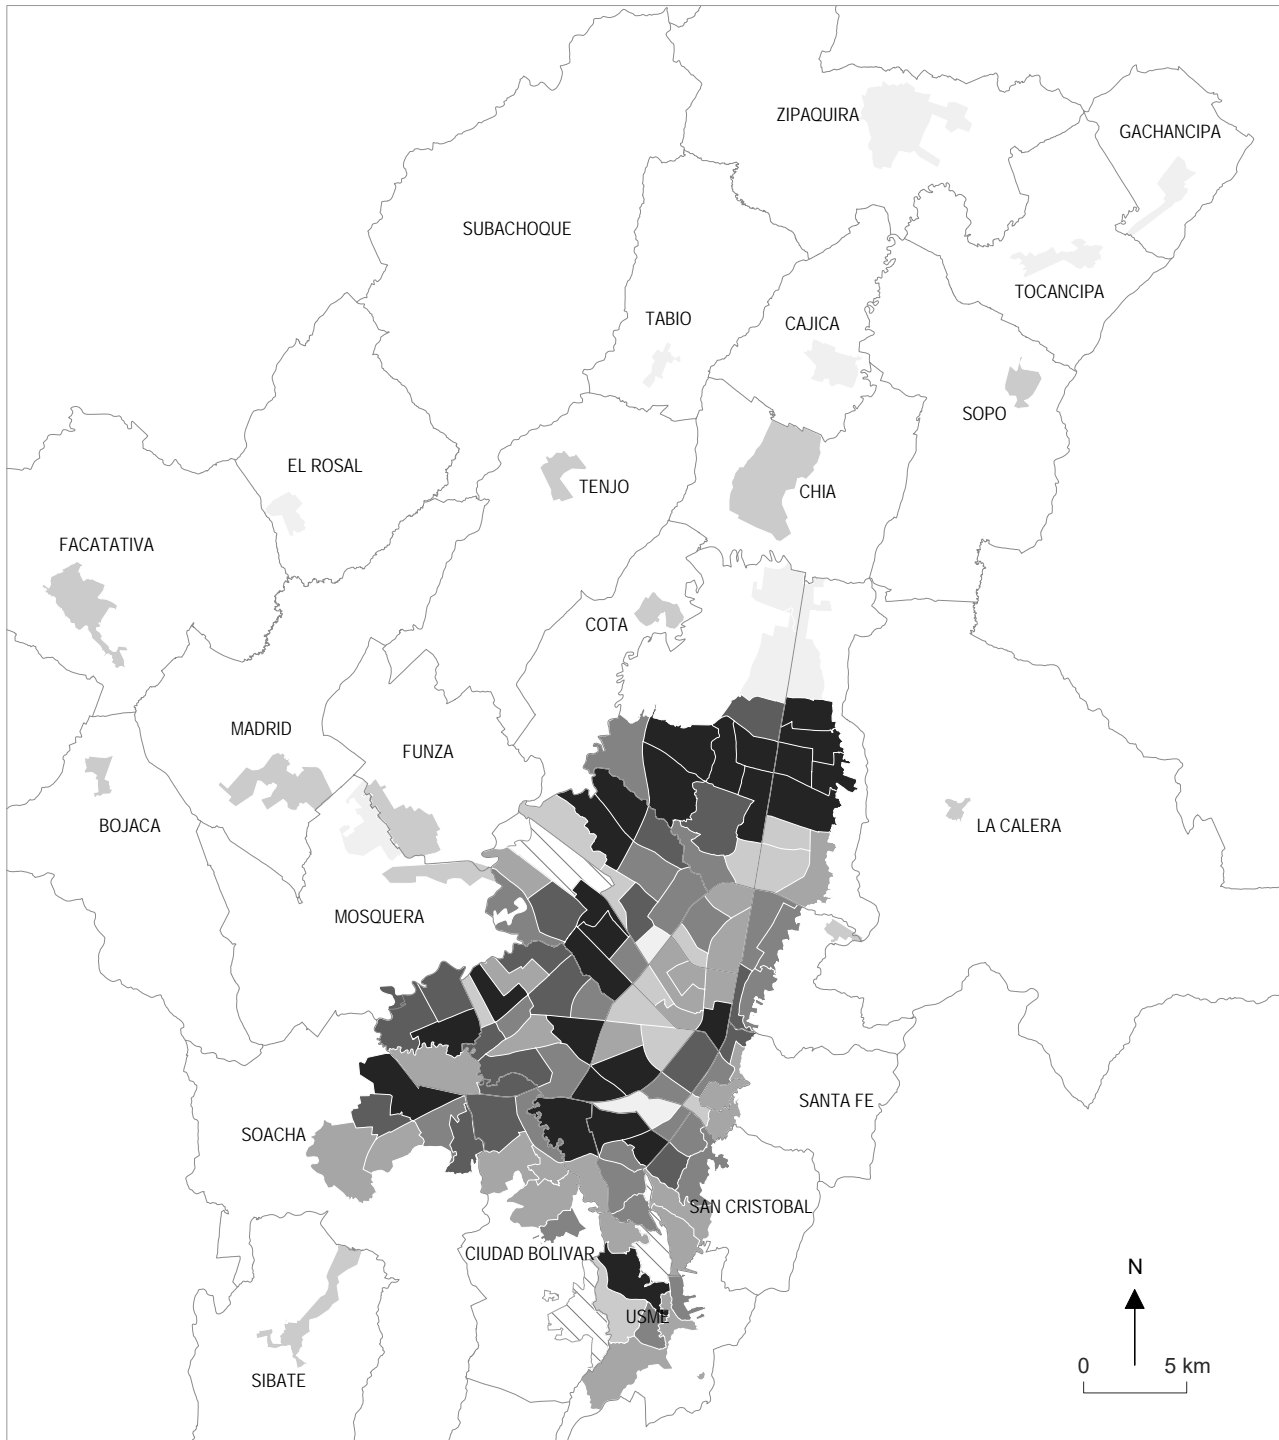 ZIPAQUIRA
GACHANCIPA
SUBACHOQUE
TOCANCIPA
TABIO
CAJICA
SOPO
EL ROSAL
TENJO
CHIA
FACATATIVA
COTA
MADRID
FUNZA
BOJACA
LA CALERA
MOSQUERA
SANTA FE
SOACHA
SAN CRISTOBAL
CIUDAD BOLIVAR
N
USME
0 5 km
SIBATE